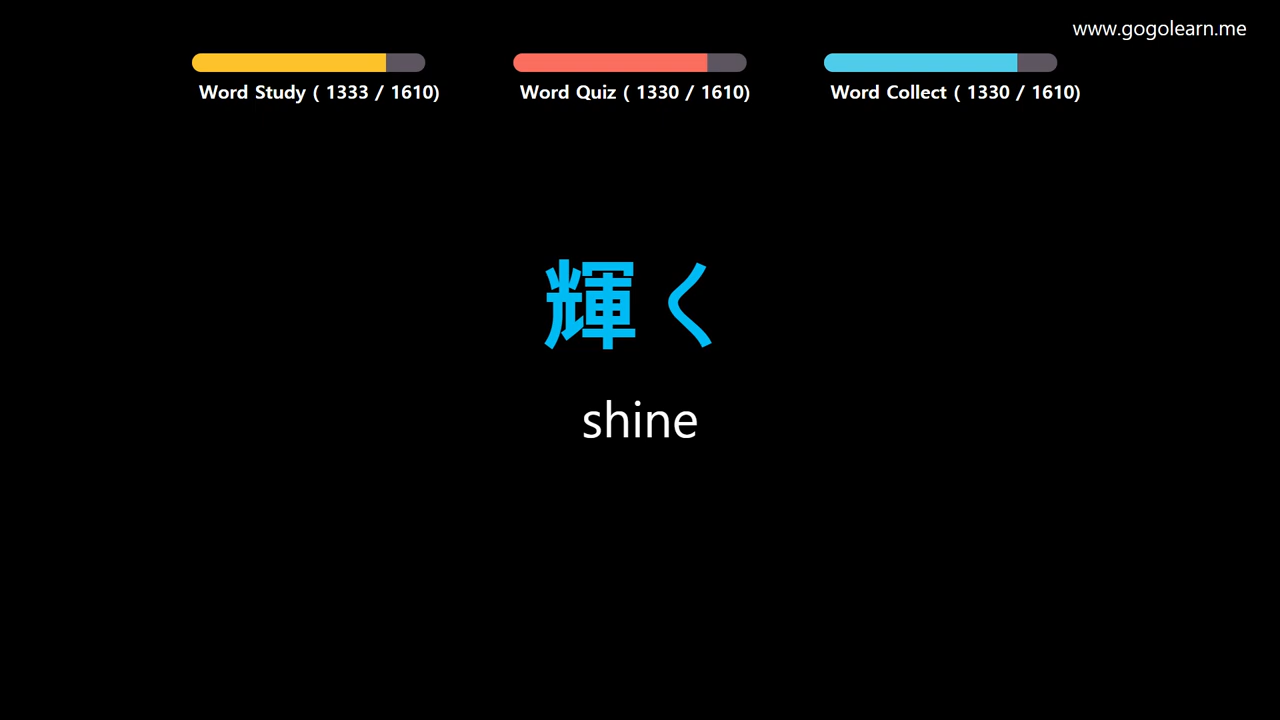 www.gogolearn.me
Word Study ( 1333 / 1610)
Word Quiz ( 1330 / 1610)
Word Collect ( 1330 / 1610)
輝く
shine